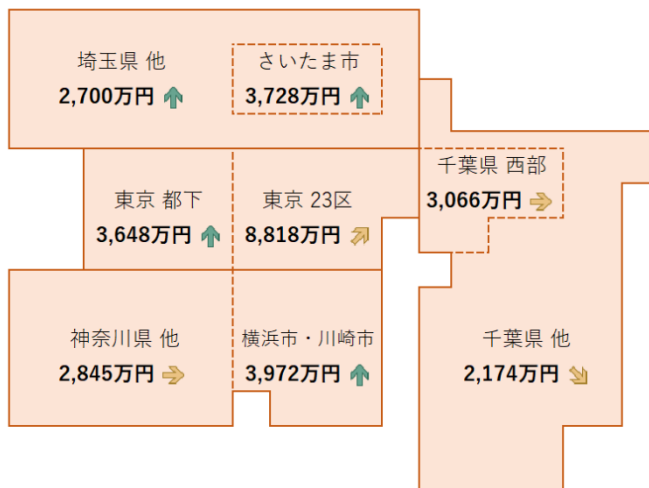 埼玉県 他
2,700万円
さいたま市
3,728万円
千葉県 西部
3,066万円
東京 都下
3,648万円
東京 23区
8,818万円
神奈川県 他
2,845万円
横浜市・川崎市
3,972万円
千葉県 他
2,174万円